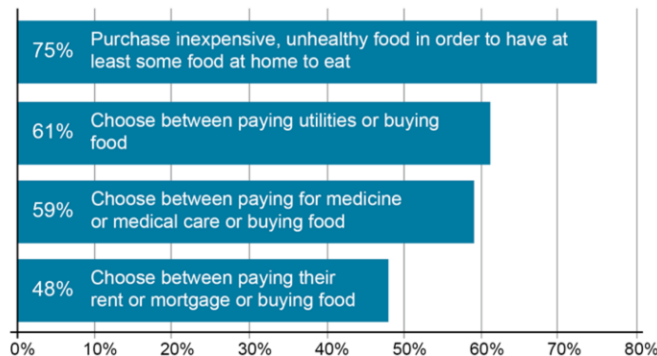 75%
Purchase inexpensive, unhealthy food in order to have at
least some food at home to eat
61%
Choose between paying utilities or buying
food
59%
Choose between paying for medicine
or medical care or buying food
48%
Choose between paying their
rent or mortgage or buying food
0% 10% 20% 30% 40% 50% 60% 70% 80%